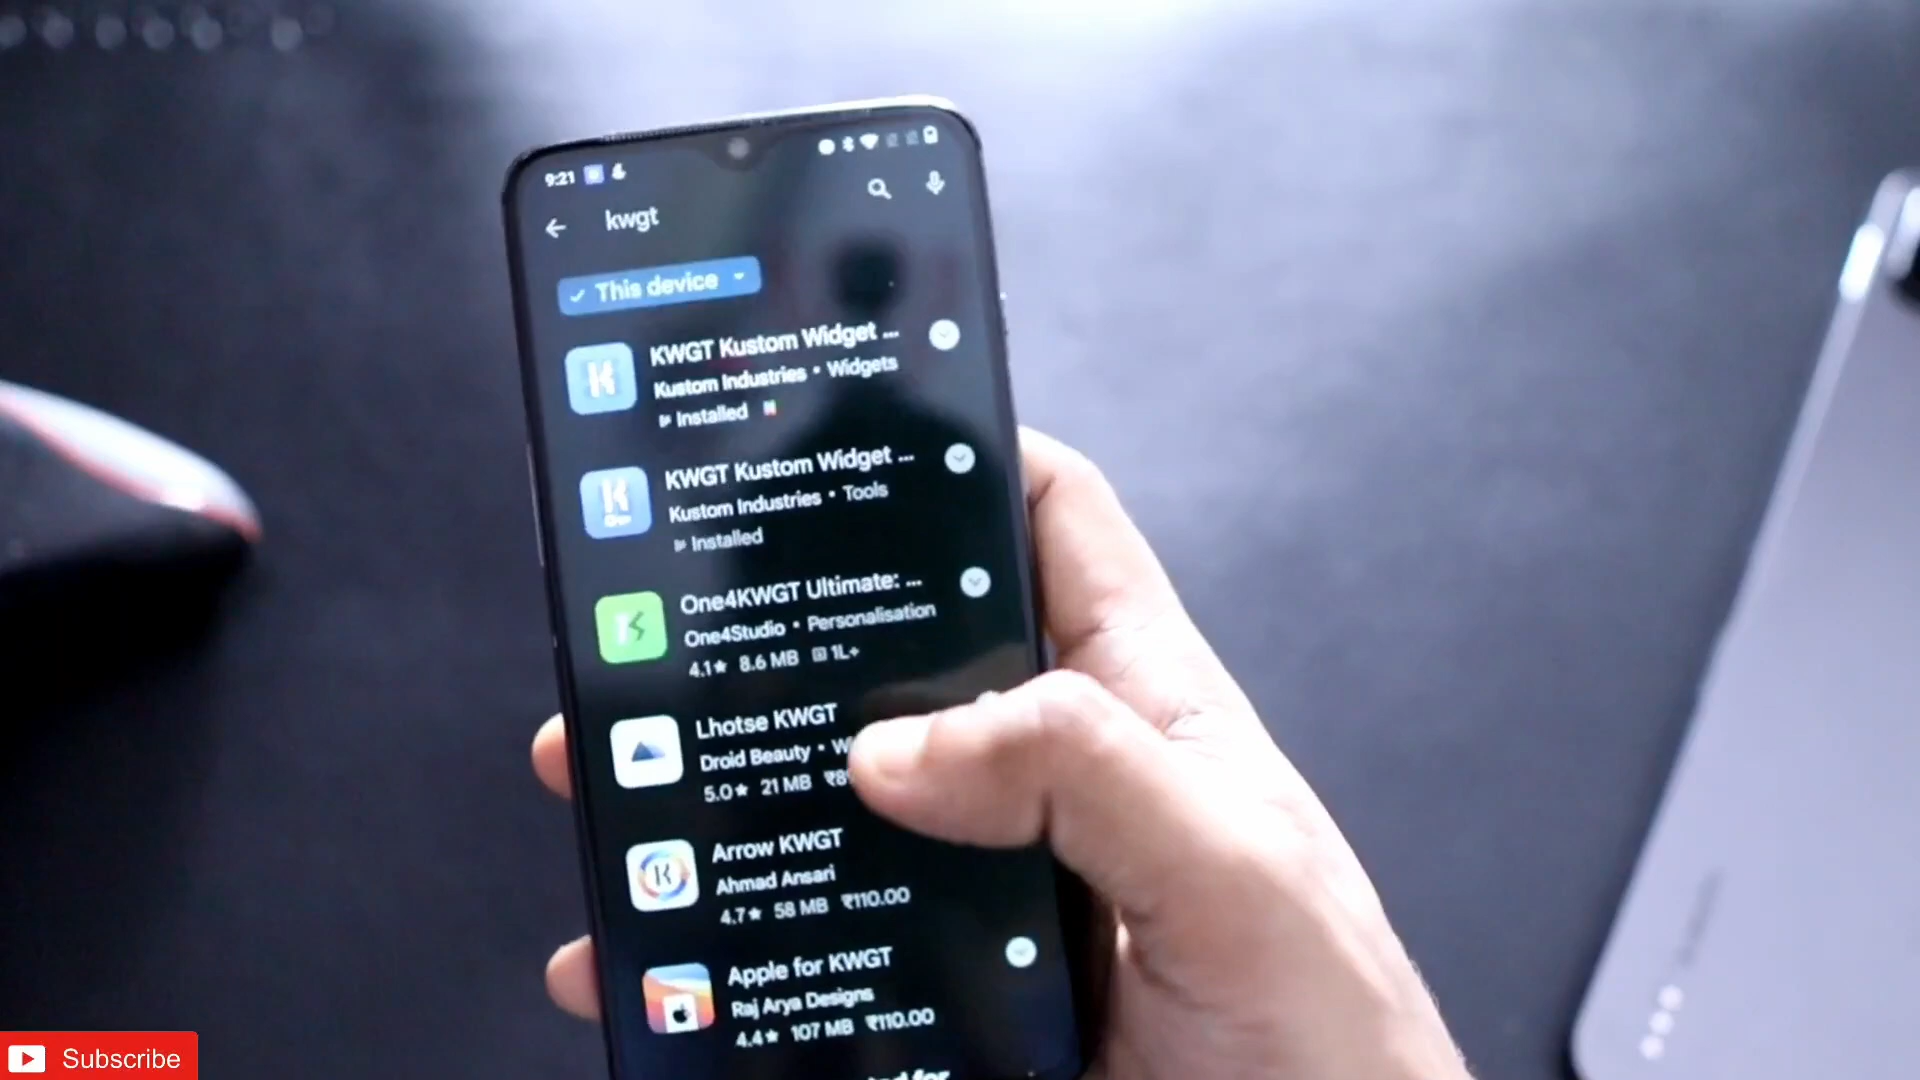 9:21
kwgt
This device
KWGT Kustom Widget ...
Kustom Industries • Widgets
Installed
KWGT Kustom Widget ...
Kustom Industries • Tools
Installed
One4KWGT Ultimate: ...
One4Studio • Personalisation
4.1★ 8.6 MB 1L+
Lhotse KWGT
Droid Beauty •
5.0★ 21 MB
Arrow KWGT
Ahmad Ansari
4.7★ 58 MB ₹110.00
Apple for KWGT
Raj Arya Designs
4.4★ 107 MB ₹110.00
Subscribe